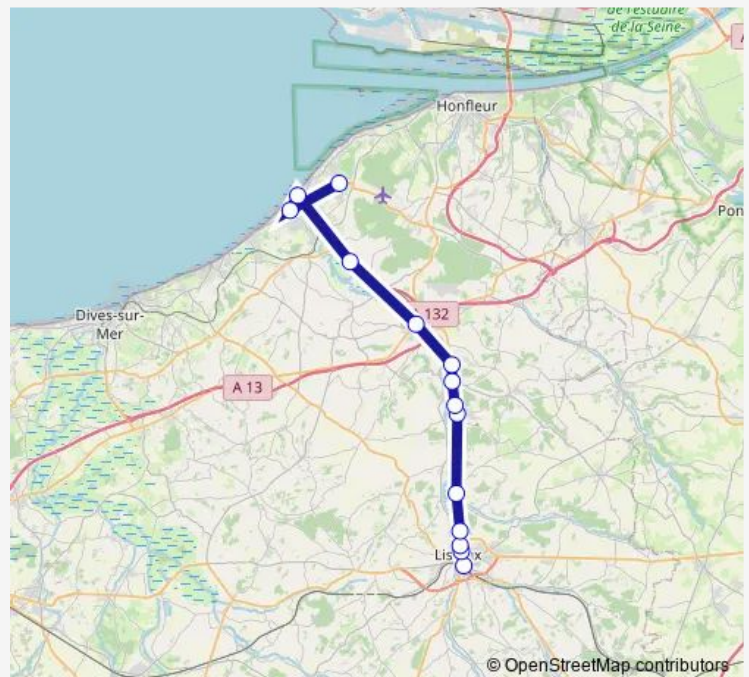 de l'estuaire
de la Seine-
A
Honfleur
Pon
Dives-sur-
Mer
132
A 13
© OpenStreetMap contributors